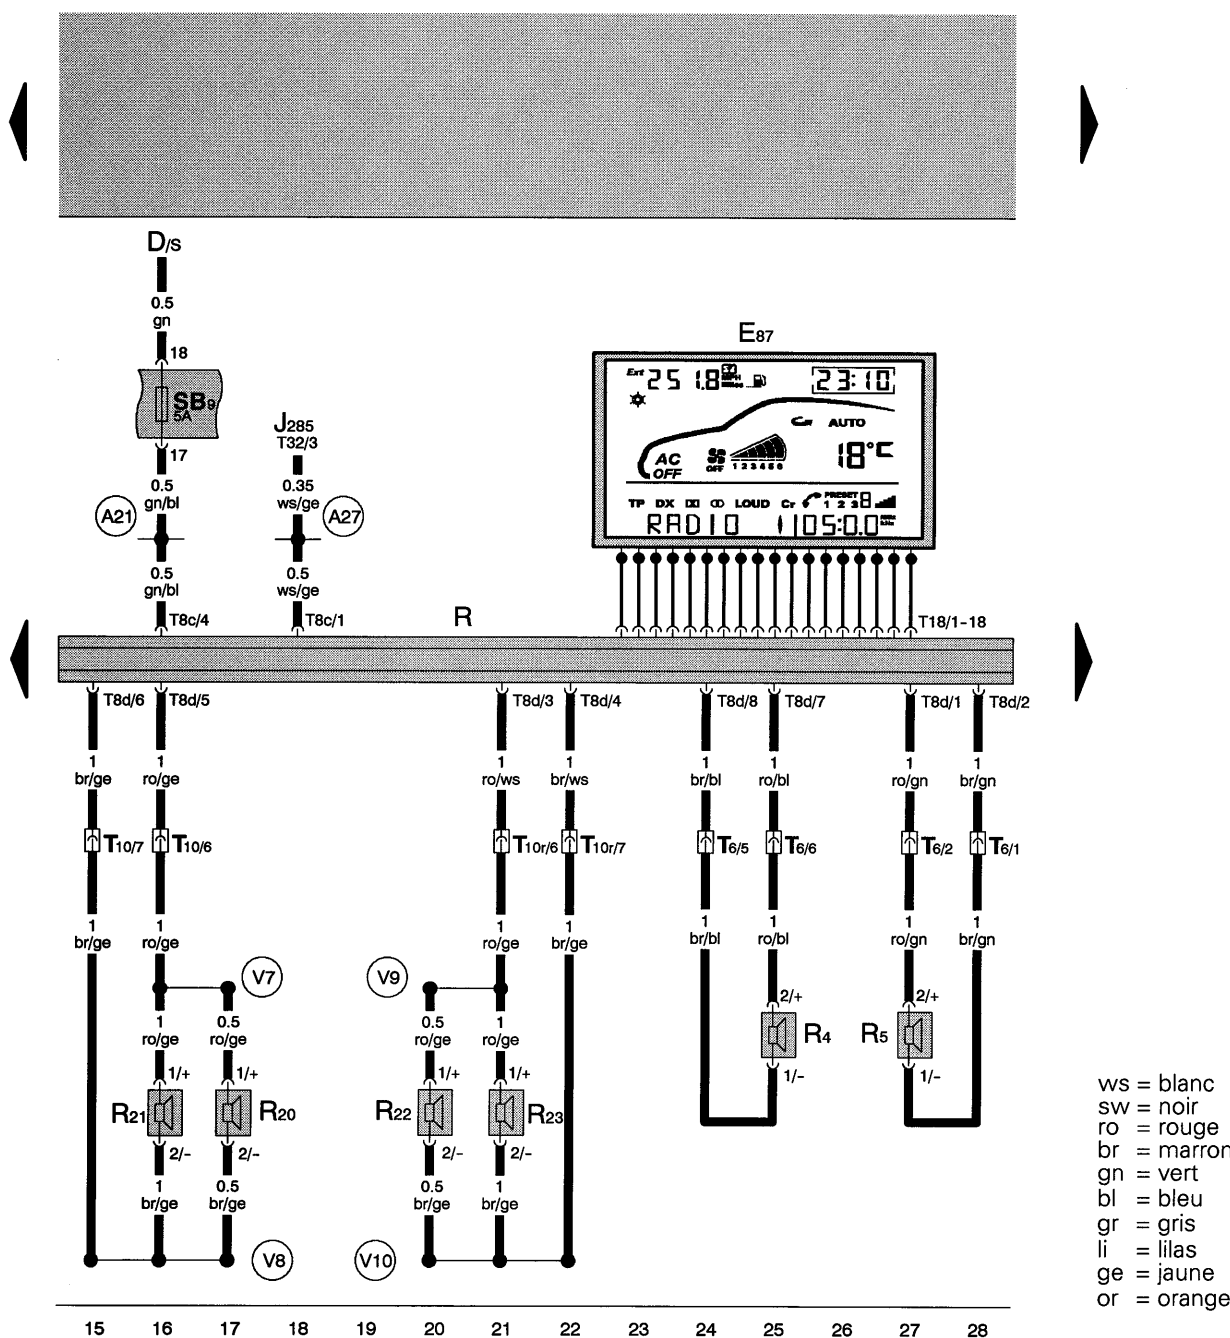 D/S
0.5
gn
18
SB9
5A
17
0.5
gn/bl
A21
0.5
gn/bl
T8c/4
J285
T32/3
0.35
ws/ge
A27
0.5
ws/ge
T8c/1
R
E87
Ext 251.8
23:10
AUTO
18°C
AC
OFF
OFF
1 2 3 4 5 6
TP DX LOUD Cr PRESET 8
1 2 3
RADIO 1105:0.0
T18/1-18
T8d/6 T8d/5 T8d/3 T8d/4 T8d/8 T8d/7 T8d/1 T8d/2
1 1 1 1 1 1 1 1
br/ge ro/ge ro/ws br/ws br/bl ro/bl ro/gn br/gn
T10/7 T10/6 T10r/6 T10r/7 T6/5 T6/6 T6/2 T6/1
1 1 1 1 1 1 1 1
br/ge ro/ge ro/ge br/ge br/bl ro/bl ro/gn br/gn
V7 V9
2/+ 2/+
1 0.5 0.5 1
ro/ge ro/ge ro/ge ro/ge
R4 R5
1/+ 1/+ 1/+ 1/+
1/- 1/-
R21 R20 R22 R23
2/- 2/- 2/- 2/-
1 0.5 0.5 1
br/ge br/ge br/ge br/ge
V8 V10
15 16 17 18 19 20 21 22 23 24 25 26 27 28
ws = blanc
sw = noir
ro = rouge
br = marron
gn = vert
bl = bleu
gr = gris
li = lilas
ge = jaune
or = orange